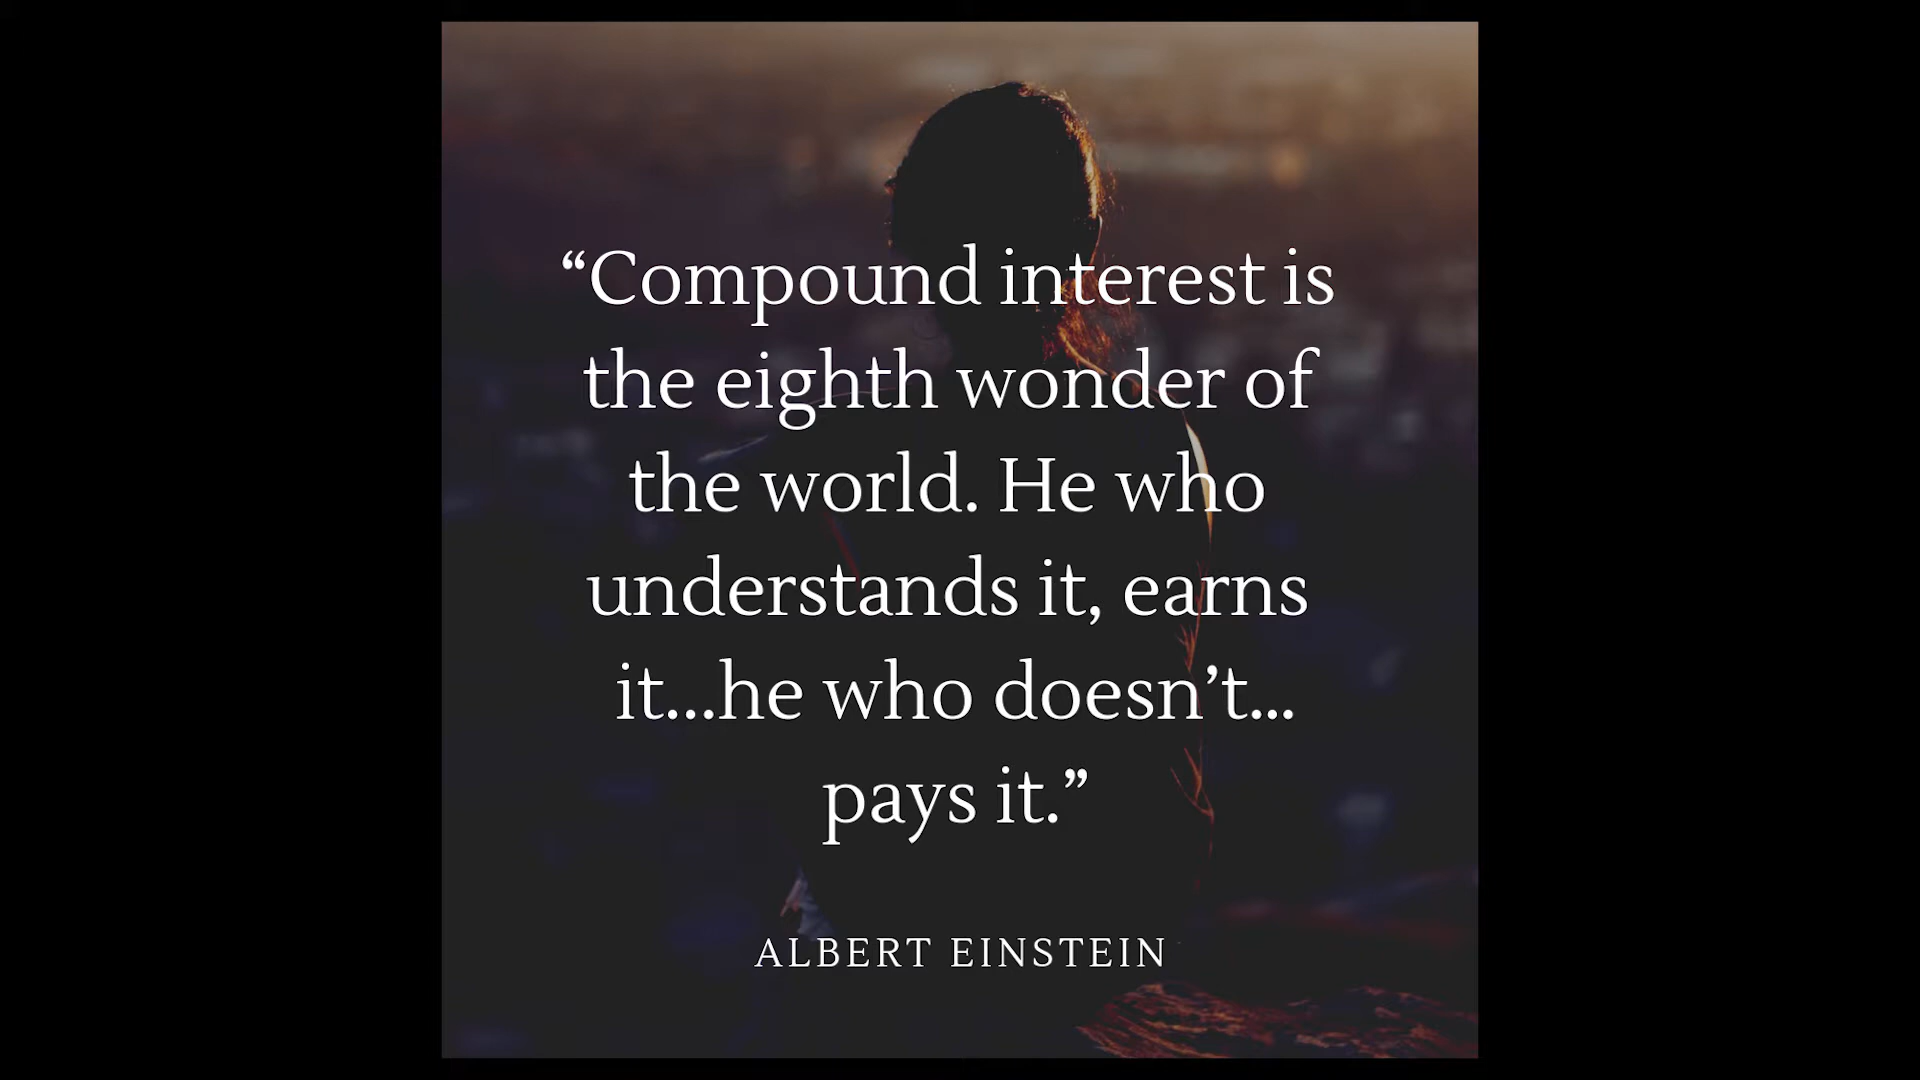 “Compound interest is
the eighth wonder of
the world. He who
understands it, earns
it...he who doesn’t...
pays it.”
ALBERT EINSTEIN